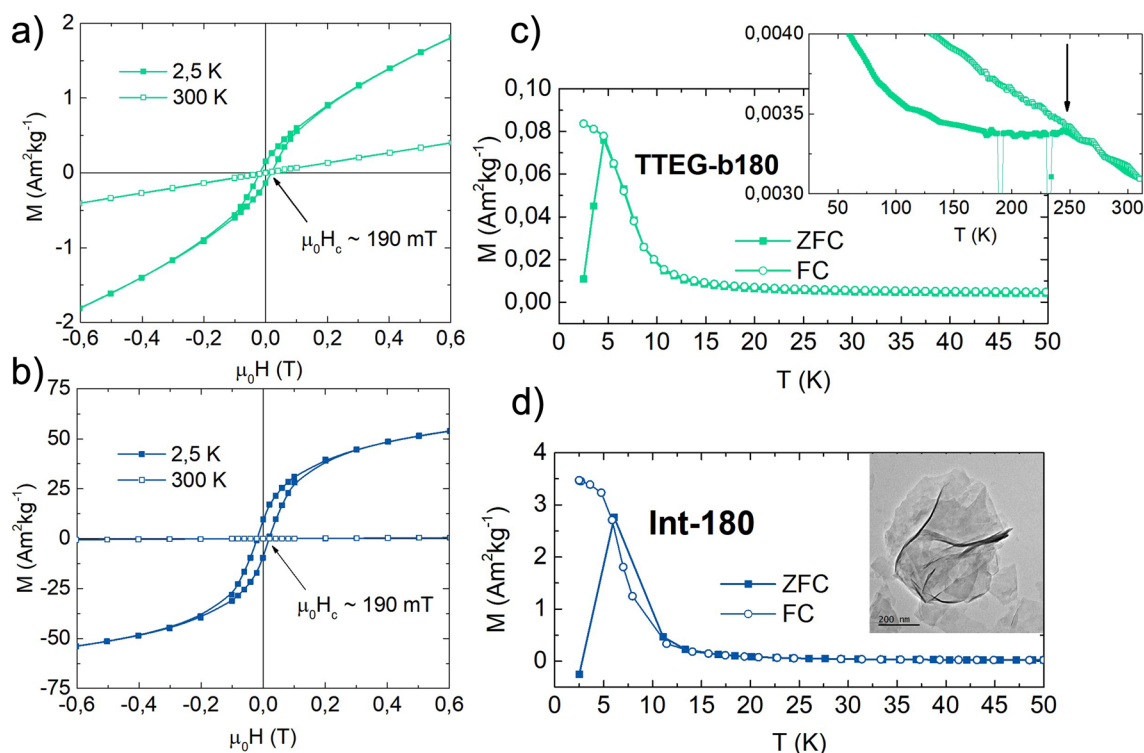 a)
2
1
0
-1
-2
M (Am²kg⁻¹)
2,5 K
300 K
μ₀H꜀ ~ 190 mT
-0,6 -0,4 -0,2 0,0 0,2 0,4 0,6
μ₀H (T)
b)
75
50
25
0
-25
-50
-75
M (Am²kg⁻¹)
2,5 K
300 K
μ₀H꜀ ~ 190 mT
-0,6 -0,4 -0,2 0,0 0,2 0,4 0,6
μ₀H (T)
c)
0,10
0,08
0,06
0,04
0,02
0,00
M (Am²kg⁻¹)
TTEG-b180
ZFC
FC
0 5 10 15 20 25 30 35 40 45 50
T (K)
0,0040
0,0035
0,0030
50 100 150 200 250 300
T (K)
d)
4
3
2
1
0
M (Am²kg⁻¹)
Int-180
ZFC
FC
200 nm
0 5 10 15 20 25 30 35 40 45 50
T (K)